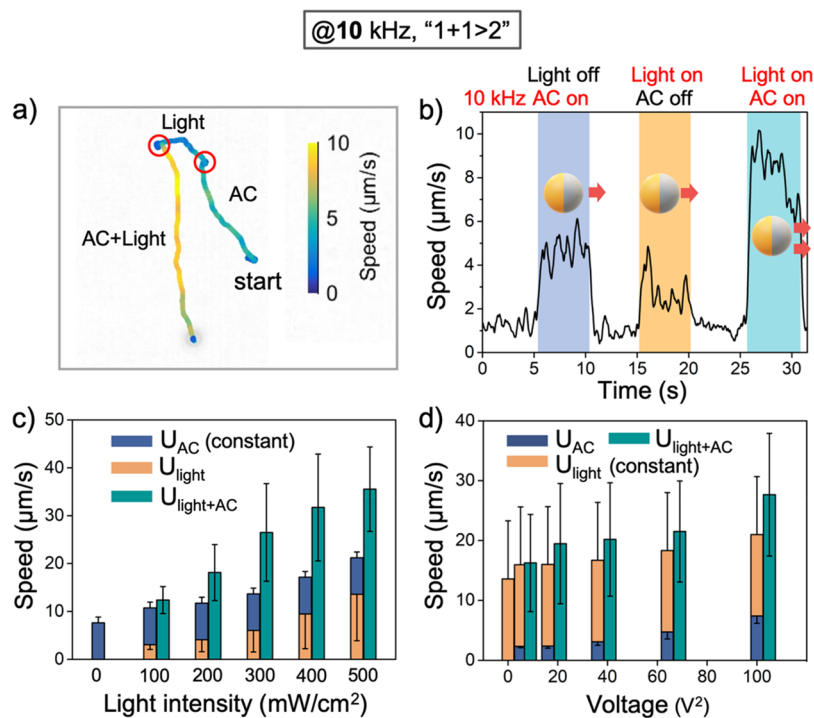 @10 kHz, “1+1>2”
a)
Light
AC
AC+Light
start
10
5
0
Speed (μm/s)
b)
Light off
Light on
Light on
10 kHz AC on
AC off
AC on
Speed (μm/s)
10
8
6
4
2
0
0 5 10 15 20 25 30
Time (s)
c)
Speed (μm/s)
50
40
30
20
10
0
U_AC (constant)
U_light
U_light+AC
0 100 200 300 400 500
Light intensity (mW/cm²)
d)
Speed (μm/s)
40
30
20
10
0
U_AC
U_light+AC
U_light (constant)
0 20 40 60 80 100
Voltage (V²)